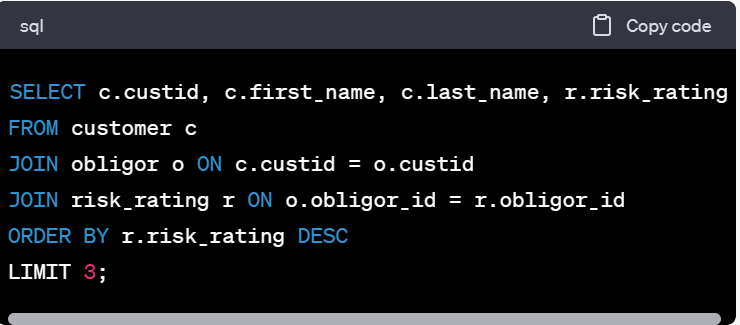 sql
Copy code
SELECT c.custid, c.first_name, c.last_name, r.risk_rating
FROM customer c
JOIN obligor o ON c.custid = o.custid
JOIN risk_rating r ON o.obligor_id = r.obligor_id
ORDER BY r.risk_rating DESC
LIMIT 3;